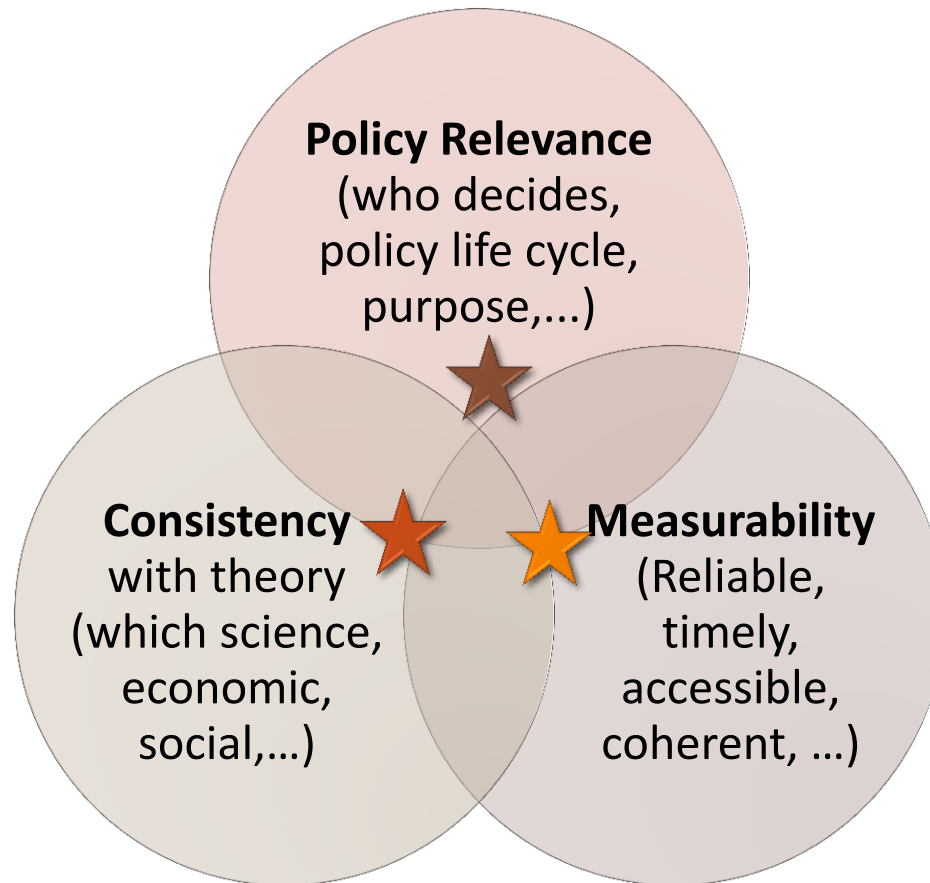 Policy Relevance
(who decides,
policy life cycle,
purpose,...)
Consistency
with theory
(which science,
economic,
social,...)
Measurability
(Reliable,
timely,
accessible,
coherent, ...)